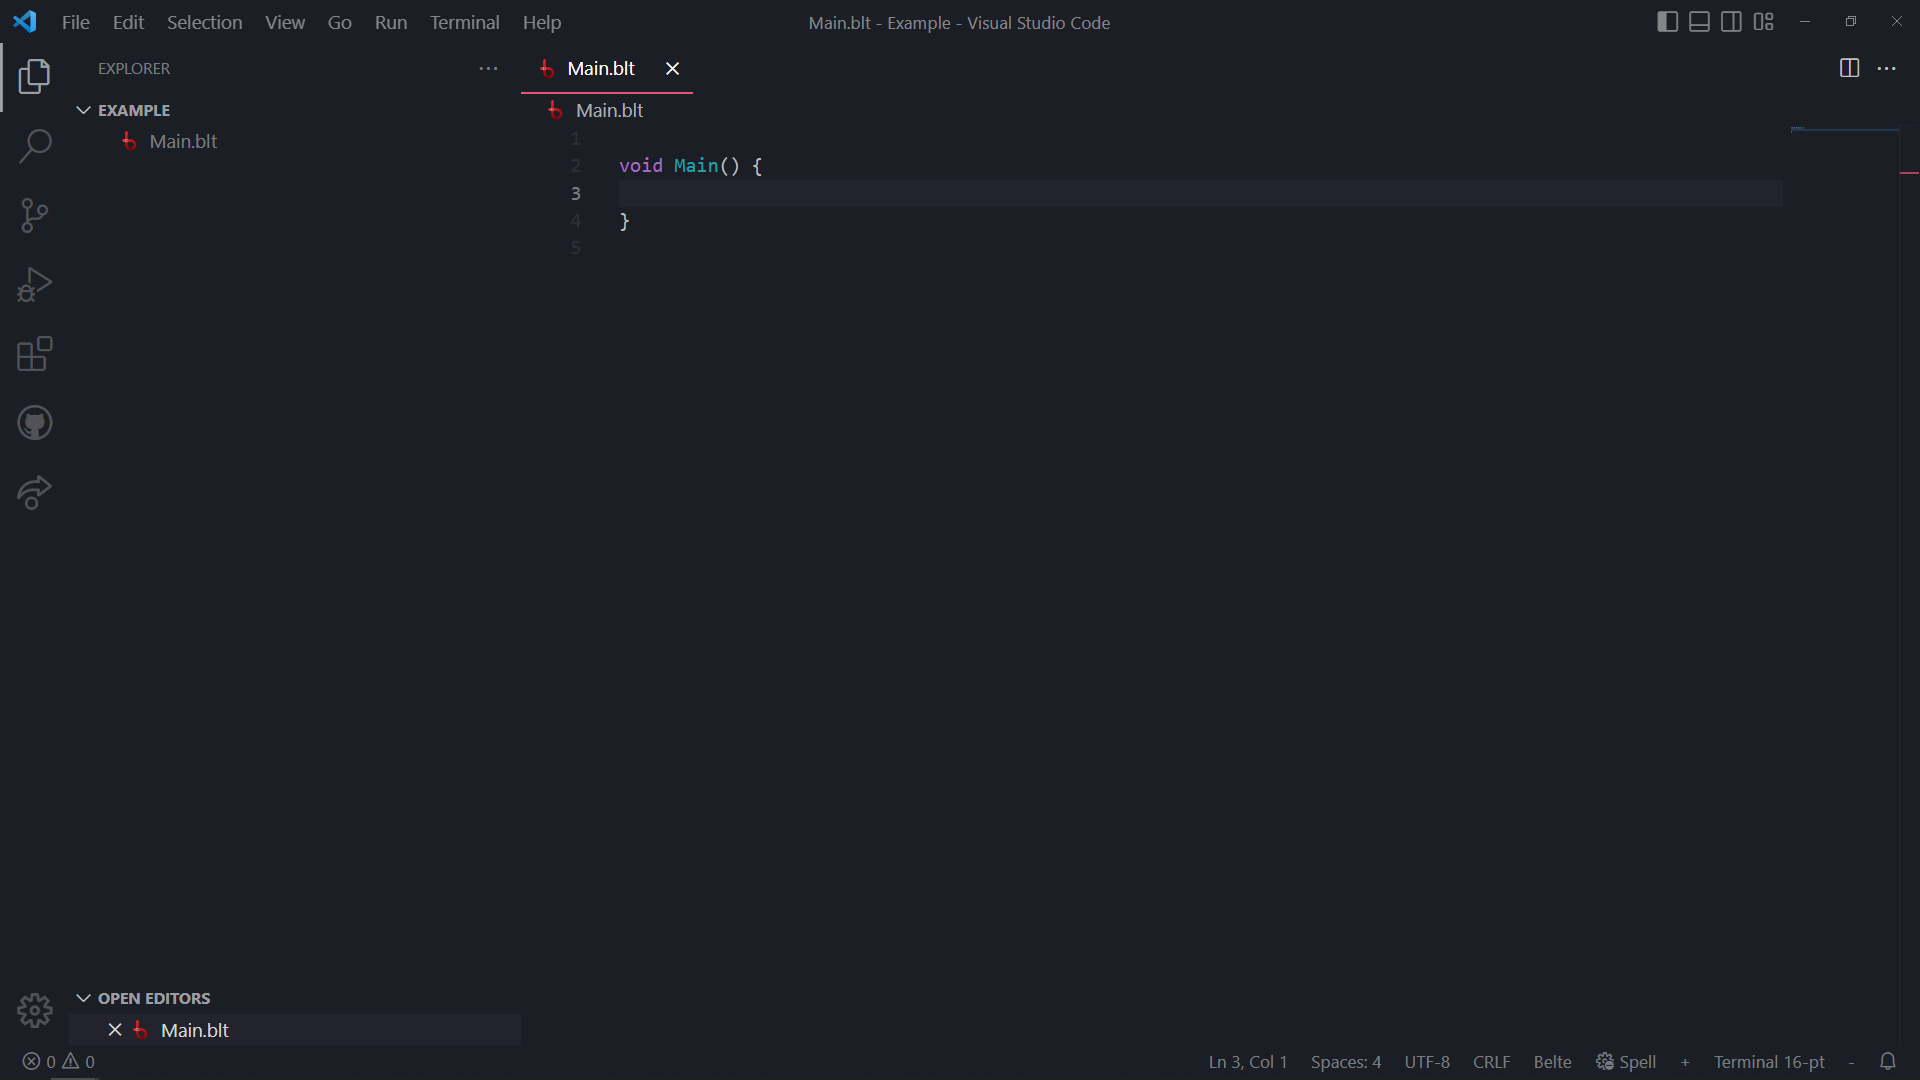 File Edit Selection View Go Run Terminal Help
Main.blt - Example - Visual Studio Code
EXPLORER
EXAMPLE
Main.blt
Main.blt
Main.blt
1
2 void Main() {
3
4 }
5
OPEN EDITORS
Main.blt
0 0
Ln 3, Col 1 Spaces: 4 UTF-8 CRLF Belte Spell + Terminal 16-pt -